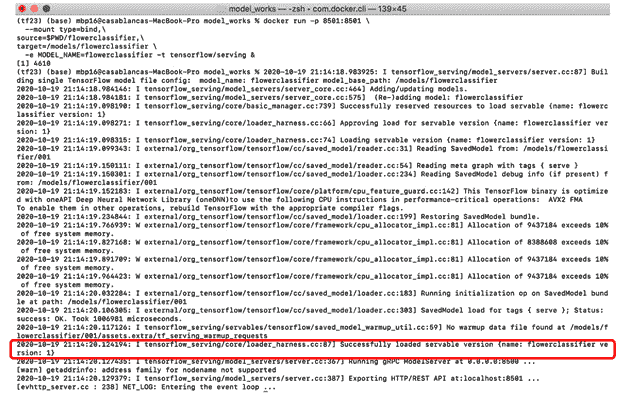 model_works — -zsh - com.docker.cli — 139×45
(tf23) (base) mbp16@casablancas-MacBook-Pro model_works % docker run -p 8501:8501 \
--mount type=bind,\
source=$PWD/flowerclassifier,\
target=/models/flowerclassifier \
-e MODEL_NAME=flowerclassifier -t tensorflow/serving &
[1] 4610
(tf23) (base) mbp16@casablancas-MacBook-Pro model_works % 2020-10-19 21:14:18.983925: I tensorflow_serving/model_servers/server.cc:87] Bui
lding single TensorFlow model file config:  model_name: flowerclassifier model_base_path: /models/flowerclassifier
2020-10-19 21:14:18.984146: I tensorflow_serving/model_servers/server_core.cc:464] Adding/updating models.
2020-10-19 21:14:18.984181: I tensorflow_serving/model_servers/server_core.cc:575]  (Re-)adding model: flowerclassifier
2020-10-19 21:14:19.098190: I tensorflow_serving/core/basic_manager.cc:739] Successfully reserved resources to load servable {name: flowerc
lassifier version: 1}
2020-10-19 21:14:19.098271: I tensorflow_serving/core/loader_harness.cc:66] Approving load for servable version {name: flowerclassifier ver
sion: 1}
2020-10-19 21:14:19.098315: I tensorflow_serving/core/loader_harness.cc:74] Loading servable version {name: flowerclassifier version: 1}
2020-10-19 21:14:19.099343: I external/org_tensorflow/tensorflow/cc/saved_model/reader.cc:31] Reading SavedModel from: /models/flowerclassi
fier/001
2020-10-19 21:14:19.150111: I external/org_tensorflow/tensorflow/cc/saved_model/reader.cc:54] Reading meta graph with tags { serve }
2020-10-19 21:14:19.150301: I external/org_tensorflow/tensorflow/cc/saved_model/loader.cc:234] Reading SavedModel debug info (if present) f
rom: /models/flowerclassifier/001
2020-10-19 21:14:19.152183: I external/org_tensorflow/tensorflow/core/platform/cpu_feature_guard.cc:142] This TensorFlow binary is optimize
d with oneAPI Deep Neural Network Library (oneDNN)to use the following CPU instructions in performance-critical operations:  AVX2 FMA
To enable them in other operations, rebuild TensorFlow with the appropriate compiler flags.
2020-10-19 21:14:19.234844: I external/org_tensorflow/tensorflow/cc/saved_model/loader.cc:199] Restoring SavedModel bundle.
2020-10-19 21:14:19.766939: W external/org_tensorflow/tensorflow/core/framework/cpu_allocator_impl.cc:81] Allocation of 9437184 exceeds 10%
of free system memory.
2020-10-19 21:14:19.827168: W external/org_tensorflow/tensorflow/core/framework/cpu_allocator_impl.cc:81] Allocation of 8388608 exceeds 10%
of free system memory.
2020-10-19 21:14:19.891709: W external/org_tensorflow/tensorflow/core/framework/cpu_allocator_impl.cc:81] Allocation of 9437184 exceeds 10%
of free system memory.
2020-10-19 21:14:19.964423: W external/org_tensorflow/tensorflow/core/framework/cpu_allocator_impl.cc:81] Allocation of 9437184 exceeds 10%
of free system memory.
2020-10-19 21:14:20.032284: I external/org_tensorflow/tensorflow/cc/saved_model/loader.cc:183] Running initialization op on SavedModel bund
le at path: /models/flowerclassifier/001
2020-10-19 21:14:20.106305: I external/org_tensorflow/tensorflow/cc/saved_model/loader.cc:303] SavedModel load for tags { serve }; Status:
success: OK. Took 1006981 microseconds.
2020-10-19 21:14:20.117126: I tensorflow_serving/servables/tensorflow/saved_model_warmup_util.cc:59] No warmup data file found at /models/f
lowerclassifier/001/assets.extra/tf_serving_warmup_requests
2020-10-19 21:14:20.124194: I tensorflow_serving/core/loader_harness.cc:87] Successfully loaded servable version {name: flowerclassifier ve
rsion: 1}
2020-10-19 21:14:20.127435: I tensorflow_serving/model_servers/server.cc:367] Running gRPC ModelServer at 0.0.0.0:8500 ...
[warn] getaddrinfo: address family for nodename not supported
2020-10-19 21:14:20.129379: I tensorflow_serving/model_servers/server.cc:387] Exporting HTTP/REST API at:localhost:8501 ...
[evhttp_server.cc : 238] NET_LOG: Entering the event loop ...